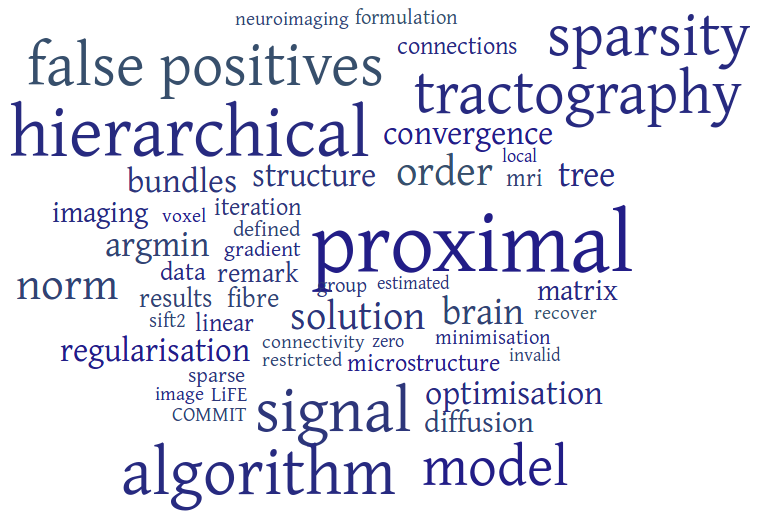 neuroimaging formulation
false positives connections sparsity
hierarchical tractography
convergence
local
bundles structure order mri tree
imaging voxel iteration
defined
argmin gradient proximal
data remark
norm group estimated matrix
results fibre
sift2 linear solution brain recover
regularisation connectivity zero minimisation
restricted microstructure invalid
sparse
image LiFE signal optimisation
COMMIT diffusion
algorithm model